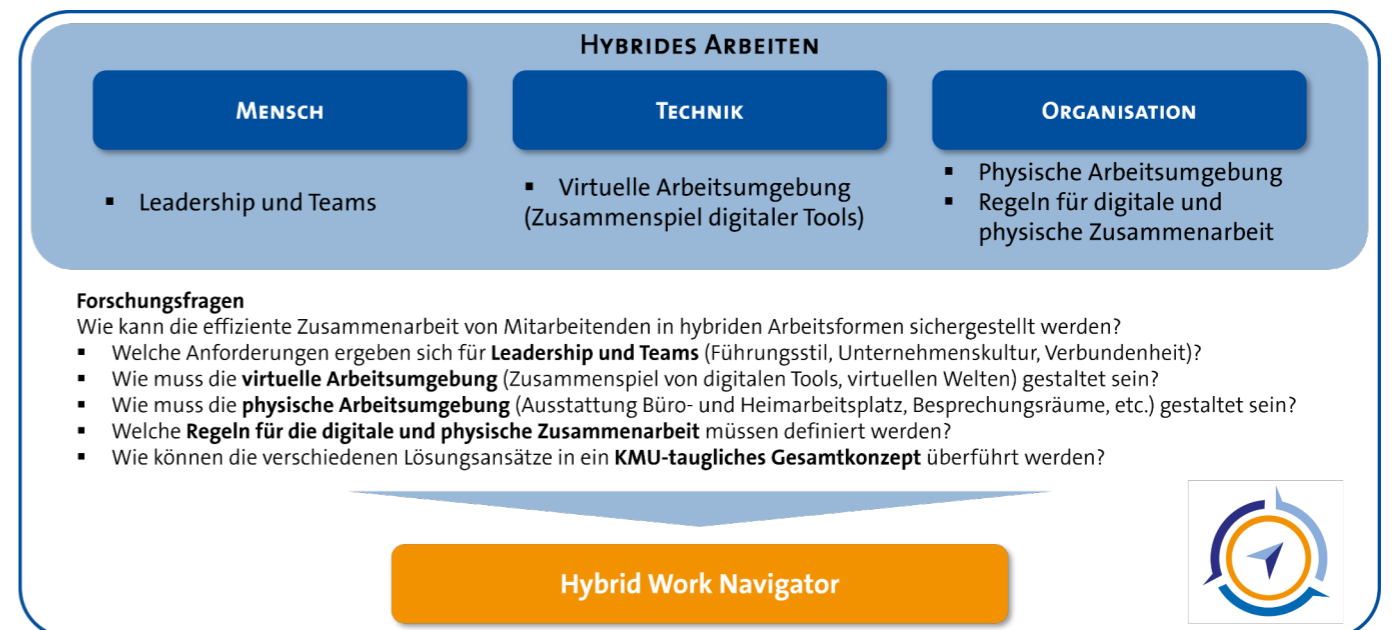 Hybrides Arbeiten
Mensch
Technik
Organisation
▪ Leadership und Teams
▪ Virtuelle Arbeitsumgebung
(Zusammenspiel digitaler Tools)
▪ Physische Arbeitsumgebung
▪ Regeln für digitale und
physische Zusammenarbeit
Forschungsfragen
Wie kann die effiziente Zusammenarbeit von Mitarbeitenden in hybriden Arbeitsformen sichergestellt werden?
▪ Welche Anforderungen ergeben sich für Leadership und Teams (Führungsstil, Unternehmenskultur, Verbundenheit)?
▪ Wie muss die virtuelle Arbeitsumgebung (Zusammenspiel von digitalen Tools, virtuellen Welten) gestaltet sein?
▪ Wie muss die physische Arbeitsumgebung (Ausstattung Büro- und Heimarbeitsplatz, Besprechungsräume, etc.) gestaltet sein?
▪ Welche Regeln für die digitale und physische Zusammenarbeit müssen definiert werden?
▪ Wie können die verschiedenen Lösungsansätze in ein KMU-taugliches Gesamtkonzept überführt werden?
Hybrid Work Navigator